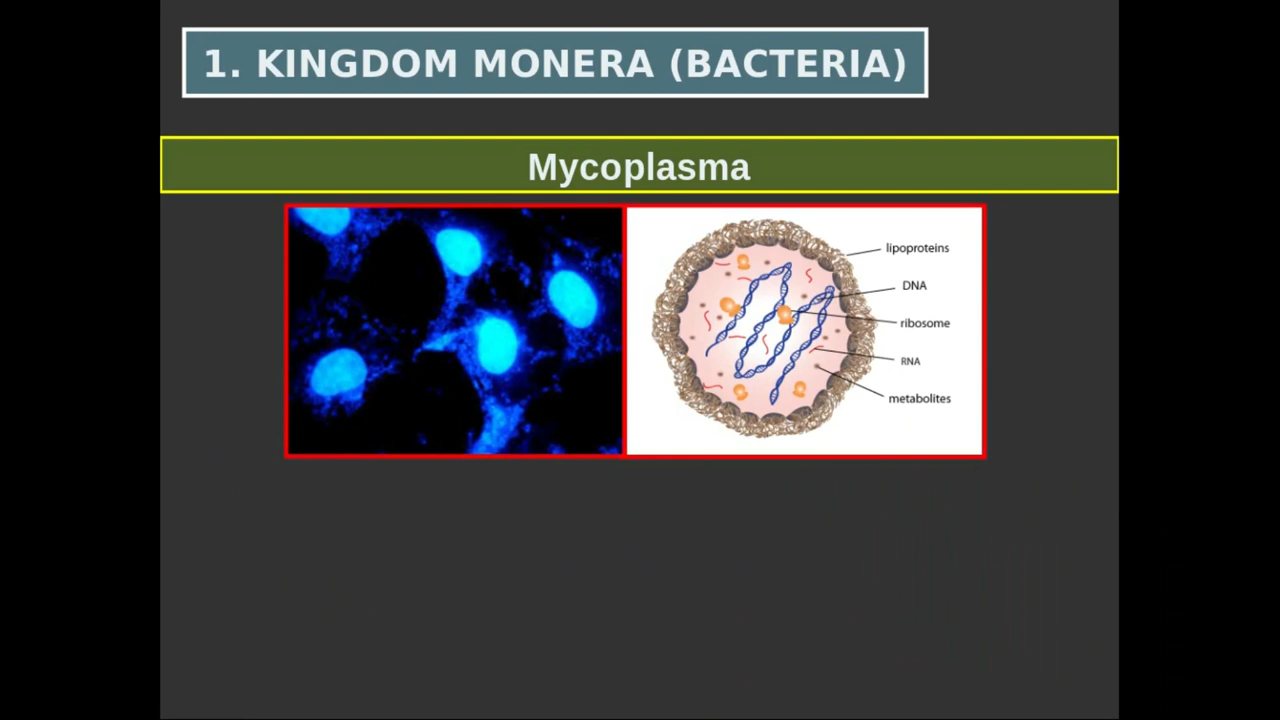 1. KINGDOM MONERA (BACTERIA)
Mycoplasma
lipoproteins
DNA
ribosome
RNA
metabolites